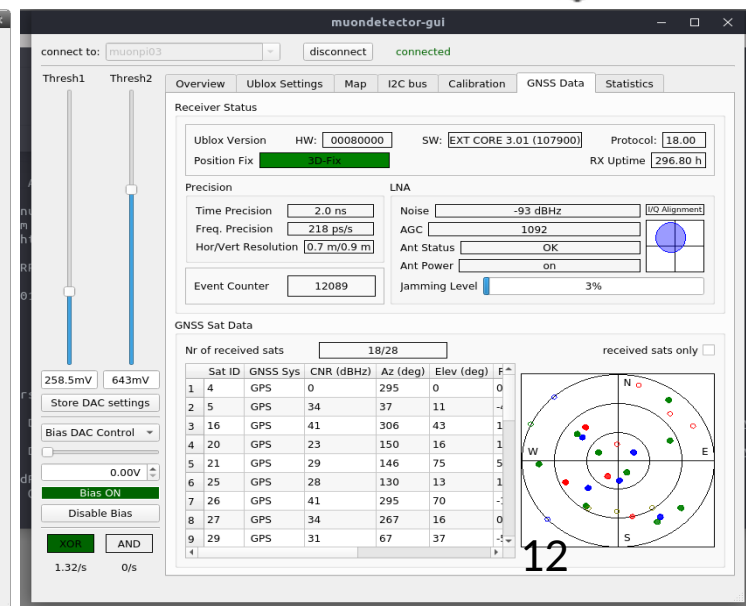 muondetector-gui
connect to: muonpi03 disconnect connected
Thresh1 Thresh2
258.5mV 643mV
Store DAC settings
Bias DAC Control
0.00V
Bias ON
Disable Bias
XOR AND
1.32/s 0/s
Overview Ublox Settings Map I2C bus Calibration GNSS Data Statistics
Receiver Status
Ublox Version HW: 00080000 SW: EXT CORE 3.01 (107900) Protocol: 18.00
Position Fix 3D-Fix RX Uptime 296.80 h
Precision
Time Precision 2.0 ns
Freq. Precision 218 ps/s
Hor/Vert Resolution 0.7 m/0.9 m
Event Counter 12089
LNA
Noise -93 dBHz I/Q Alignment
AGC 1092
Ant Status OK
Ant Power on
Jamming Level 3%
GNSS Sat Data
Nr of received sats 18/28 received sats only
Sat ID GNSS Sys CNR (dBHz) Az (deg) Elev (deg)
1 4 GPS 0 295 0 0
2 5 GPS 34 37 11
3 16 GPS 41 306 43 1
4 20 GPS 23 150 16 1
5 21 GPS 29 146 75 5
6 25 GPS 28 130 13 1
7 26 GPS 41 295 70
8 27 GPS 34 267 16 0
9 29 GPS 31 67 37
N
W E
S
12